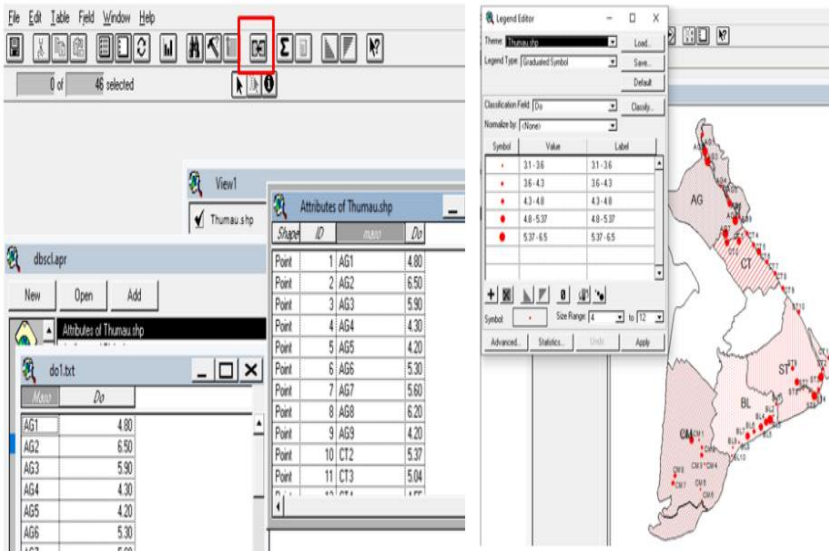 File Edit Table Field Window Help
0 of 46 selected
View1
Thumau.shp
dbscl.apr
New Open Add
Attributes of Thumau.shp
do1.txt
Maso Do
AG1 4.80
AG2 6.50
AG3 5.90
AG4 4.30
AG5 4.20
AG6 5.30
Attributes of Thumau.shp
Shape ID maso Do
Point 1 AG1 4.80
Point 2 AG2 6.50
Point 3 AG3 5.90
Point 4 AG4 4.30
Point 5 AG5 4.20
Point 6 AG6 5.30
Point 7 AG7 5.60
Point 8 AG8 6.20
Point 9 AG9 4.20
Point 10 CT2 5.37
Point 11 CT3 5.04
Legend Editor
Theme: Thumau.shp Load...
Legend Type: Graduated Symbol Save...
Default
Classification Field: Do Classify...
Normalize by: <None>
Symbol Value Label
3.1 - 3.6 3.1 - 3.6
3.6 - 4.3 3.6 - 4.3
4.3 - 4.8 4.3 - 4.8
4.8 - 5.37 4.8 - 5.37
5.37 - 6.5 5.37 - 6.5
Symbol: Size Range: 4 to 12
Advanced... Statistics... Undo Apply
AG
CT
ST
BL
CM